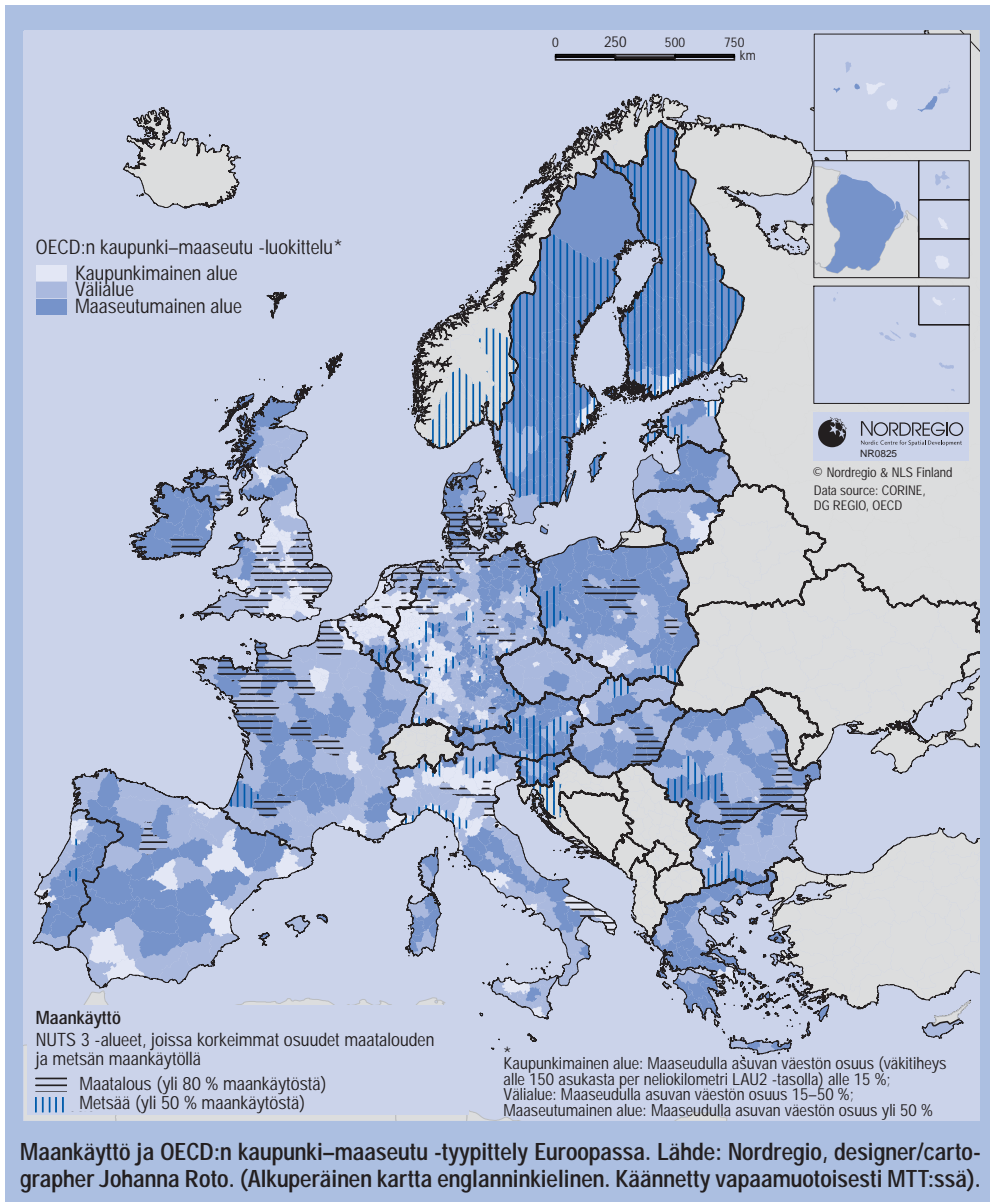 0 250 500 750
km
OECD:n kaupunki–maaseutu -luokittelu*
Kaupunkimainen alue
Välialue
Maaseutumainen alue
NORDREGIO
Nordic Centre for Spatial Development
NR0825
© Nordregio & NLS Finland
Data source: CORINE,
DG REGIO, OECD
Maankäyttö
NUTS 3 -alueet, joissa korkeimmat osuudet maatalouden
ja metsän maankäytöllä
Maatalous (yli 80 % maankäytöstä)
Metsää (yli 50 % maankäytöstä)
*
Kaupunkimainen alue: Maaseudulla asuvan väestön osuus (väkitiheys
alle 150 asukasta per neliokilometri LAU2 -tasolla) alle 15 %;
Välialue: Maaseudulla asuvan väestön osuus 15–50 %;
Maaseutumainen alue: Maaseudulla asuvan väestön osuus yli 50 %
Maankäyttö ja OECD:n kaupunki–maaseutu -tyypittely Euroopassa. Lähde: Nordregio, designer/carto-
grapher Johanna Roto. (Alkuperäinen kartta englanninkielinen. Käännetty vapaamuotoisesti MTT:ssä).